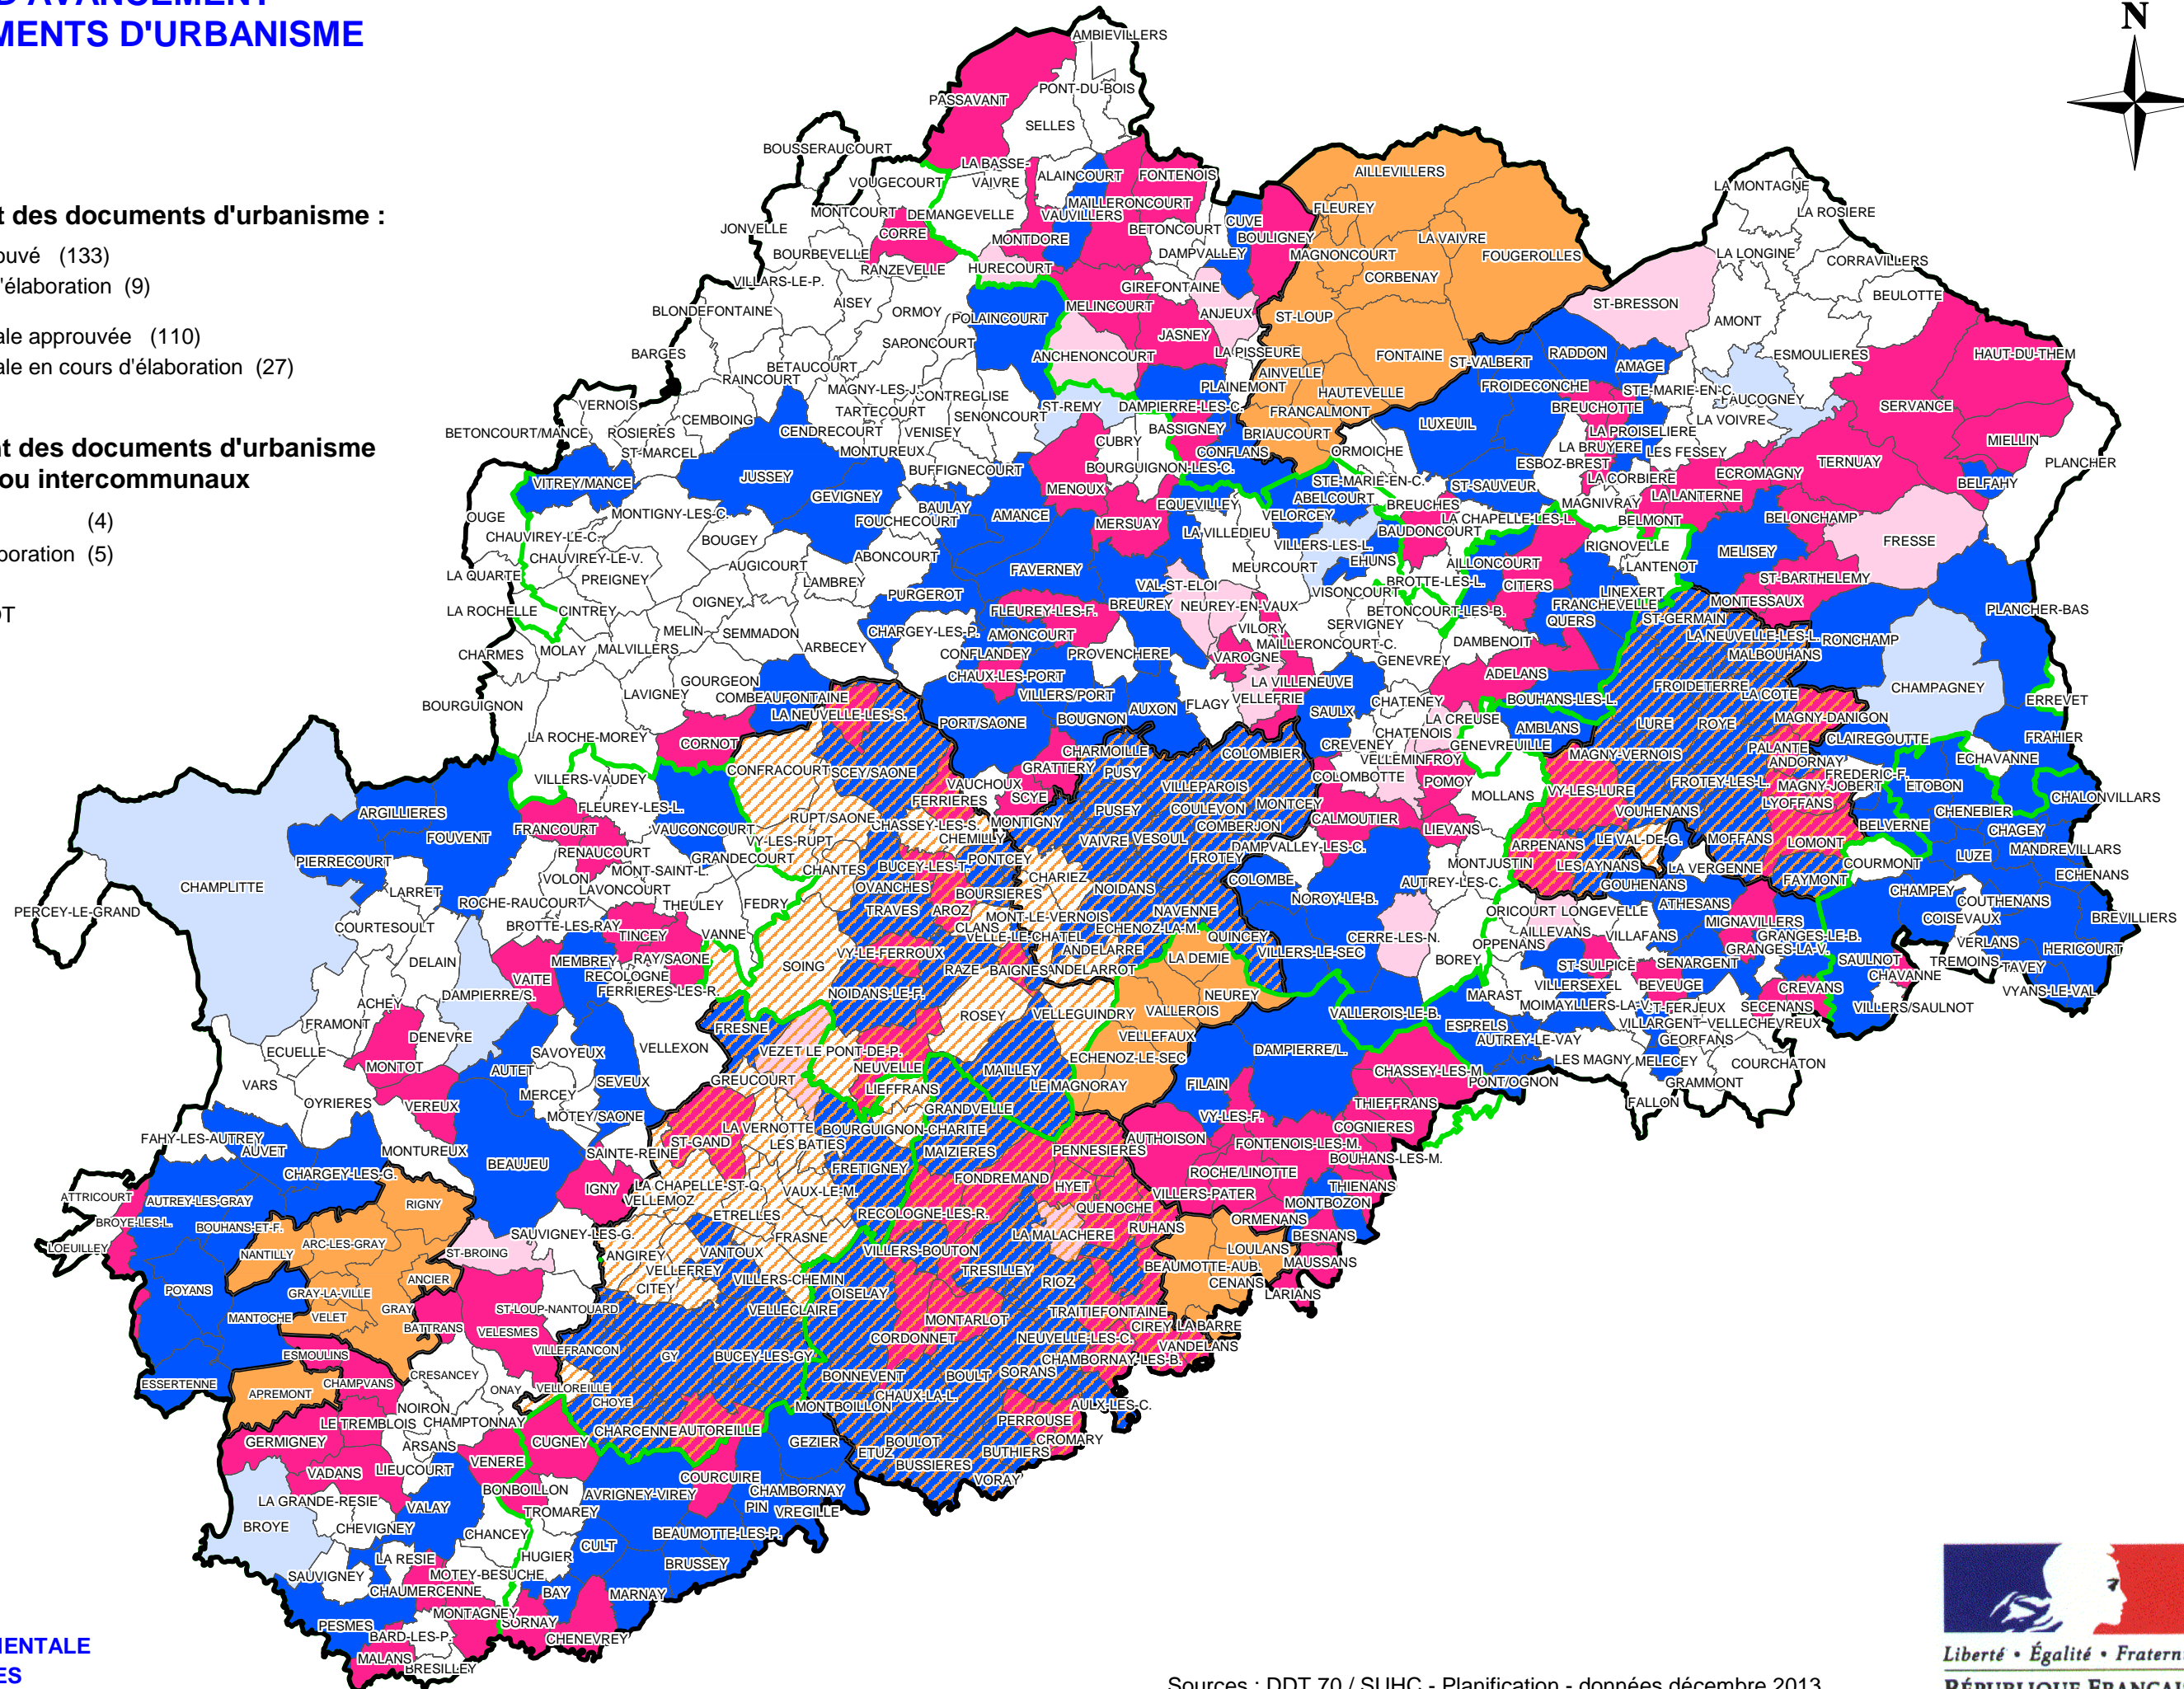 D'AVANCEMENT
MENTS D'URBANISME
N
t des documents d'urbanisme :
ouvé (133)
'élaboration (9)
ale approuvée (110)
ale en cours d'élaboration (27)
t des documents d'urbanisme
ou intercommunaux
(4)
boration (5)
AMBIEVILLERS
PONT-DU-BOIS
PASSAVANT
SELLES
BOUSSERAUCOURT
LA BASSE-
VAIVRE
ALAINCOURT
FONTENOIS
AILLEVILLERS
VOUGECOURT
MAILLERONCOURT
VAUVILLERS
MONTCOURT
DEMANGEVELLE
CORRE
MONTDORE
BETONCOURT
CUVE
BOULIGNEY
FLEUREY
LA VAIVRE
FOUGEROLLES
LA MONTAGNE
LA ROSIERE
LA LONGINE
CORRAVILLERS
BEULOTTE
JONVELLE
BOURBEVELLE
RANZEVELLE
HURECOURT
DAMPVALLEY
MAGNONCOURT
CORBENAY
VILLARS-LE-P.
AISEY
GIREFONTAINE
MELINCOURT
ANJEUX
ST-LOUP
ST-BRESSON
AMONT
BLONDEFONTAINE
ORMOY
POLAINCOURT
JASNEY
SAPONCOURT
ANCHENONCOURT
LA PISSEURE
FONTAINE
ST-VALBERT
RADDON
AMAGE
ESMOULIERES
HAUT-DU-THEM
BARGES
BETAUCOURT
RAINCOURT
AINVELLE
PLAINEMONT
HAUTEVELLE
FROIDECONCHE
STE-MARIE-EN-C.
FAUCOGNEY
MAGNY-LES-J.
CONTREGLISE
VERNOIS
TARTECOURT
SENONCOURT
ST-REMY
DAMPIERRE-LES-C.
FRANCALMONT
BREUCHOTTE
LA VOIVRE
SERVANCE
CEMBOING
BETONCOURT/MANCE
ROSIERES
CENDRECOURT
VENISEY
BASSIGNEY
BRIAUCOURT
LUXEUIL
LA PROISELIERE
MIELLIN
ST-MARCEL
MONTUREUX
CUBRY
CONFLANS
ORMOICHE
LA BRUYERE
LES FESSEY
TERNUAY
PLANCHER
BUFFIGNECOURT
BOURGUIGNON-LES-C.
ESBOZ-BREST
ECROMAGNY
JUSSEY
VITREY/MANCE
STE-MARIE-EN-C.
ST-SAUVEUR
LA CORBIERE
BELFAHY
GEVIGNEY
MENOUX
ABELCOURT
LA LANTERNE
MAGNIVRAY
BAULAY
EQUEVILLEY
BREUCHES
OUGE
MONTIGNY-LES-C.
FOUCHECOURT
AMANCE
MERSUAY
VELORCEY
LA CHAPELLE-LES-L.
BELMONT
BELONCHAMP
CHAUVIREY-LE-C.
BOUGEY
LA VILLEDIEU
BAUDONCOURT
RIGNOVELLE
MELISEY
FRESSE
CHAUVIREY-LE-V.
ABONCOURT
VILLERS-LES-L.
EHUNS
AILLONCOURT
LANTENOT
AUGICOURT
FAVERNEY
MEURCOURT
LA QUARTE
PREIGNEY
LAMBREY
PURGEROT
VAL-ST-ELOI
BROTTE-LES-L.
CITERS
ST-BARTHELEMY
VISONCOURT
LINEXERT
OIGNEY
FLEUREY-LES-F.
BREUREY
NEUREY-EN-VAUX
BETONCOURT-LES-B.
FRANCHEVELLE
MONTESSAUX
LA ROCHELLE
CINTREY
PLANCHER-BAS
QUERS
ST-GERMAIN
VILORY
SERVIGNEY
MELIN
SEMMADON
CHARGEY-LES-P.
AMONCOURT
LA NEUVELLE-LES-L.
RONCHAMP
CHARMES
MOLAY
MALVILLERS
ARBECEY
CONFLANDEY
PROVENCHERE
MAILLERONCOURT-C.
DAMBENOIT
VAROGNE
GENEVREY
MALBOUHANS
CHAUX-LES-PORT
ADELANS
LAVIGNEY
GOURGEON
COMBEAUFONTAINE
VILLERS/PORT
LA VILLENEUVE
VELLEFRIE
FROIDETERRE
LA COTE
CHAMPAGNEY
BOURGUIGNON
AUXON
FLAGY
CHATENEY
BOUHANS-LES-L.
ERREVET
LA NEUVELLE-LES-S.
PORT/SAONE
BOUGNON
SAULX
LA CREUSE
MAGNY-DANIGON
LURE
ROYE
AMBLANS
LA ROCHE-MOREY
CORNOT
CHATENOIS
GENEVREUILLE
CLAIREGOUTTE
FRAHIER
CHARMOILLE
COLOMBIER
CREVENEY
PALANTE
MAGNY-VERNOIS
VELLEMINFROY
ANDORNAY
ECHAVANNE
VILLERS-VAUDEY
CONFRACOURT
SCEY/SAONE
GRATTERY
PUSY
COLOMBOTTE
FREDERIC-F.
VAUCHOUX
VILLEPAROIS
POMOY
VY-LES-LURE
FROTEY-LES-L.
MAGNY-JOBERT
ETOBON
FERRIERES
SCYE
MOLLANS
CHALONVILLARS
FLEUREY-LES-L.
ARGILLIERES
RUPT/SAONE
PUSEY
COULEVON
MONTCEY
VOUHENANS
LYOFFANS
CHENEBIER
CHASSEY-LES-S.
MONTIGNY
CALMOUTIER
BELVERNE
FRANCOURT
VAUCONCOURT
FOUVENT
COMBERJON
LIEVANS
CHAGEY
VY-LES-RUPT
CHEMILLY
VAIVRE
VESOUL
DAMPVALLEY-LES-C.
ARPENANS
LE VAL-DE-G.
MOFFANS
LOMONT
MANDREVILLARS
RENAUCOURT
PIERRECOURT
GRANDECOURT
PONTCEY
FROTEY
MONTJUSTIN
LES AYNANS
LA VERGENNE
COURMONT
LUZE
MONT-SAINT-L.
CHANTES
BUCEY-LES-T.
CHARIEZ
COLOMBE
AUTREY-LES-C.
GOUHENANS
FAYMONT
ECHENANS
VOLON
CHAMPLITTE
LARRET
LAVONCOURT
OVANCHES
BOURSIERES
NOIDANS
CHAMPEY
NOROY-LE-B.
ROCHE-RAUCOURT
THEULEY
FEDRY
TRAVES
AROZ
ATHESANS
COUTHENANS
PERCEY-LE-GRAND
MONT-LE-VERNOIS
NAVENNE
ORICOURT
LONGEVELLE
COISEVAUX
BREVILLIERS
COURTESOULT
BROTTE-LES-RAY
CLANS
ECHENOZ-LA-M.
MIGNAVILLERS
TINCEY
VANNE
VELLE-LE-CHATEL
QUINCEY
CERRE-LES-N.
AILLEVANS
VILLAFANS
GRANGES-LE-B.
VERLANS
ANDELARRE
OPPENANS
GRANGES-LA-V.
HERICOURT
VY-LE-FERROUX
VILLERS-LE-SEC
DELAIN
MEMBREY
RAY/SAONE
LA DEMIE
BOREY
SAULNOT
TREMOINS
SOING
RAZE
BAIGNES
ANDELARROT
ST-SULPICE
SENARGENT
TAVEY
VAITE
RECOLOGNE
CHAVANNE
DAMPIERRE/S.
FERRIERES-LES-R.
NOIDANS-LE-F.
NEUREY
VILLERSEXEL
BEVEUGE
CREVANS
VYANS-LE-VAL
ACHEY
MARAST
VALLEROIS
SECENANS
VILLERS/SAULNOT
ROSEY
VELLEGUINDRY
VALLEROIS-LE-B.
FRAMONT
FRESNE
ESPRELS
VILLARGENT
VELLECHEVREUX
DENEVRE
VELLEFAUX
AUTREY-LE-VAY
GEORFANS
ECUELLE
SAVOYEUX
VELLEXON
VEZET
LE PONT-DE-P.
ECHENOZ-LE-SEC
DAMPIERRE/L.
LES MAGNY
MELECEY
COURCHATON
MONTOT
NEUVELLE
MAILLEY
CHASSEY-LES-M
AUTET
SEVEUX
GREUCOURT
LE MAGNORAY
FILAIN
PONT/OGNON
GRAMMONT
VARS
LIEFFRANS
MERCEY
OYRIERES
VEREUX
GRANDVELLE
THIEFFRANS
FALLON
MOTEY/SAONE
VY-LES-F.
LA VERNOTTE
BOURGUIGNON-CHARITE
COGNIERES
FAHY-LES-AUTREY
AUVET
ST-GAND
LES BATIES
AUTHOISON
FONTENOIS-LES-M.
MONTUREUX
SAINTE-REINE
MAIZIERES
PENNESIERES
BOUHANS-LES-M.
BEAUJEU
CHARGEY-LES-G.
FRETIGNEY
FONDREMAND
ROCHE/LINOTTE
HYET
THIENANS
IGNY
LA CHAPELLE-ST-Q.
VAUX-LE-M.
ATTRICOURT
AUTREY-LES-GRAY
RIGNY
VELLEMOZ
VILLERS-PATER
MONTBOZON
ETRELLES
RECOLOGNE-LES-R.
QUENOCHE
ORMENANS
BROYE-LES-L.
BOUHANS-ET-F.
SAUVIGNEY-LES-G.
FRASNE
RUHANS
LA MALACHERE
BESNANS
LOEUILLEY
ARC-LES-GRAY
ST-BROING
ANGIREY
VANTOUX
VILLERS-BOUTON
LOULANS
NANTILLY
VELLEFREY
TRESILLEY
BEAUMOTTE-AUB.
MAUSSANS
ANCIER
CITEY
VILLERS-CHEMIN
RIOZ
CENANS
POYANS
GRAY-LA-VILLE
OISELAY
LARIANS
GRAY
ST-LOUP-NANTOUARD
VELLECLAIRE
MANTOCHE
VELET
TRAITIEFONTAINE
BATTRANS
VELESMES
MONTARLOT
CIREY
LA BARRE
CORDONNET
NEUVELLE-LES-C.
VANDELANS
ESMOULINS
VILLEFRANCON
GY
BUCEY-LES-GY
CHAMBORNAY-LES-B.
ESSERTENNE
APREMONT
CHAMPVANS
CRESANCEY
ONAY
VELLOREILLE
BONNEVENT
BOULT
SORANS
CHAUX-LA-L.
NOIRON
CHOYE
MONTBOILLON
AULX-LES-C.
LE TREMBLOIS
CHAMPTONNAY
CHARCENNE
AUTOREILLE
PERROUSE
GERMIGNEY
ARSANS
CUGNEY
GEZIER
BOULOT
CROMARY
ETUZ
BUTHIERS
VADANS
LIEUCOURT
VENERE
BUSSIERES
COURCUIRE
VORAY
BONBOILLON
AVRIGNEY-VIREY
CHAMBORNAY
LA GRANDE-RESIE
VALAY
PIN
TROMAREY
VREGILLE
BROYE
CHEVIGNEY
CHANCEY
BEAUMOTTE-LES-P.
CULT
LA RESIE
HUGIER
BRUSSEY
SAUVIGNEY
MOTEY-BESUCHE
CHAUMERCENNE
BAY
MARNAY
MONTAGNEY
PESMES
SORNAY
BARD-LES-P.
CHENEVREY
MALANS
BRESILLEY
Liberté • Égalité • Fratern
RÉPUBLIQUE FRANÇA
Sources : DDT 70 / SUHC - Planification - données décembre 2013